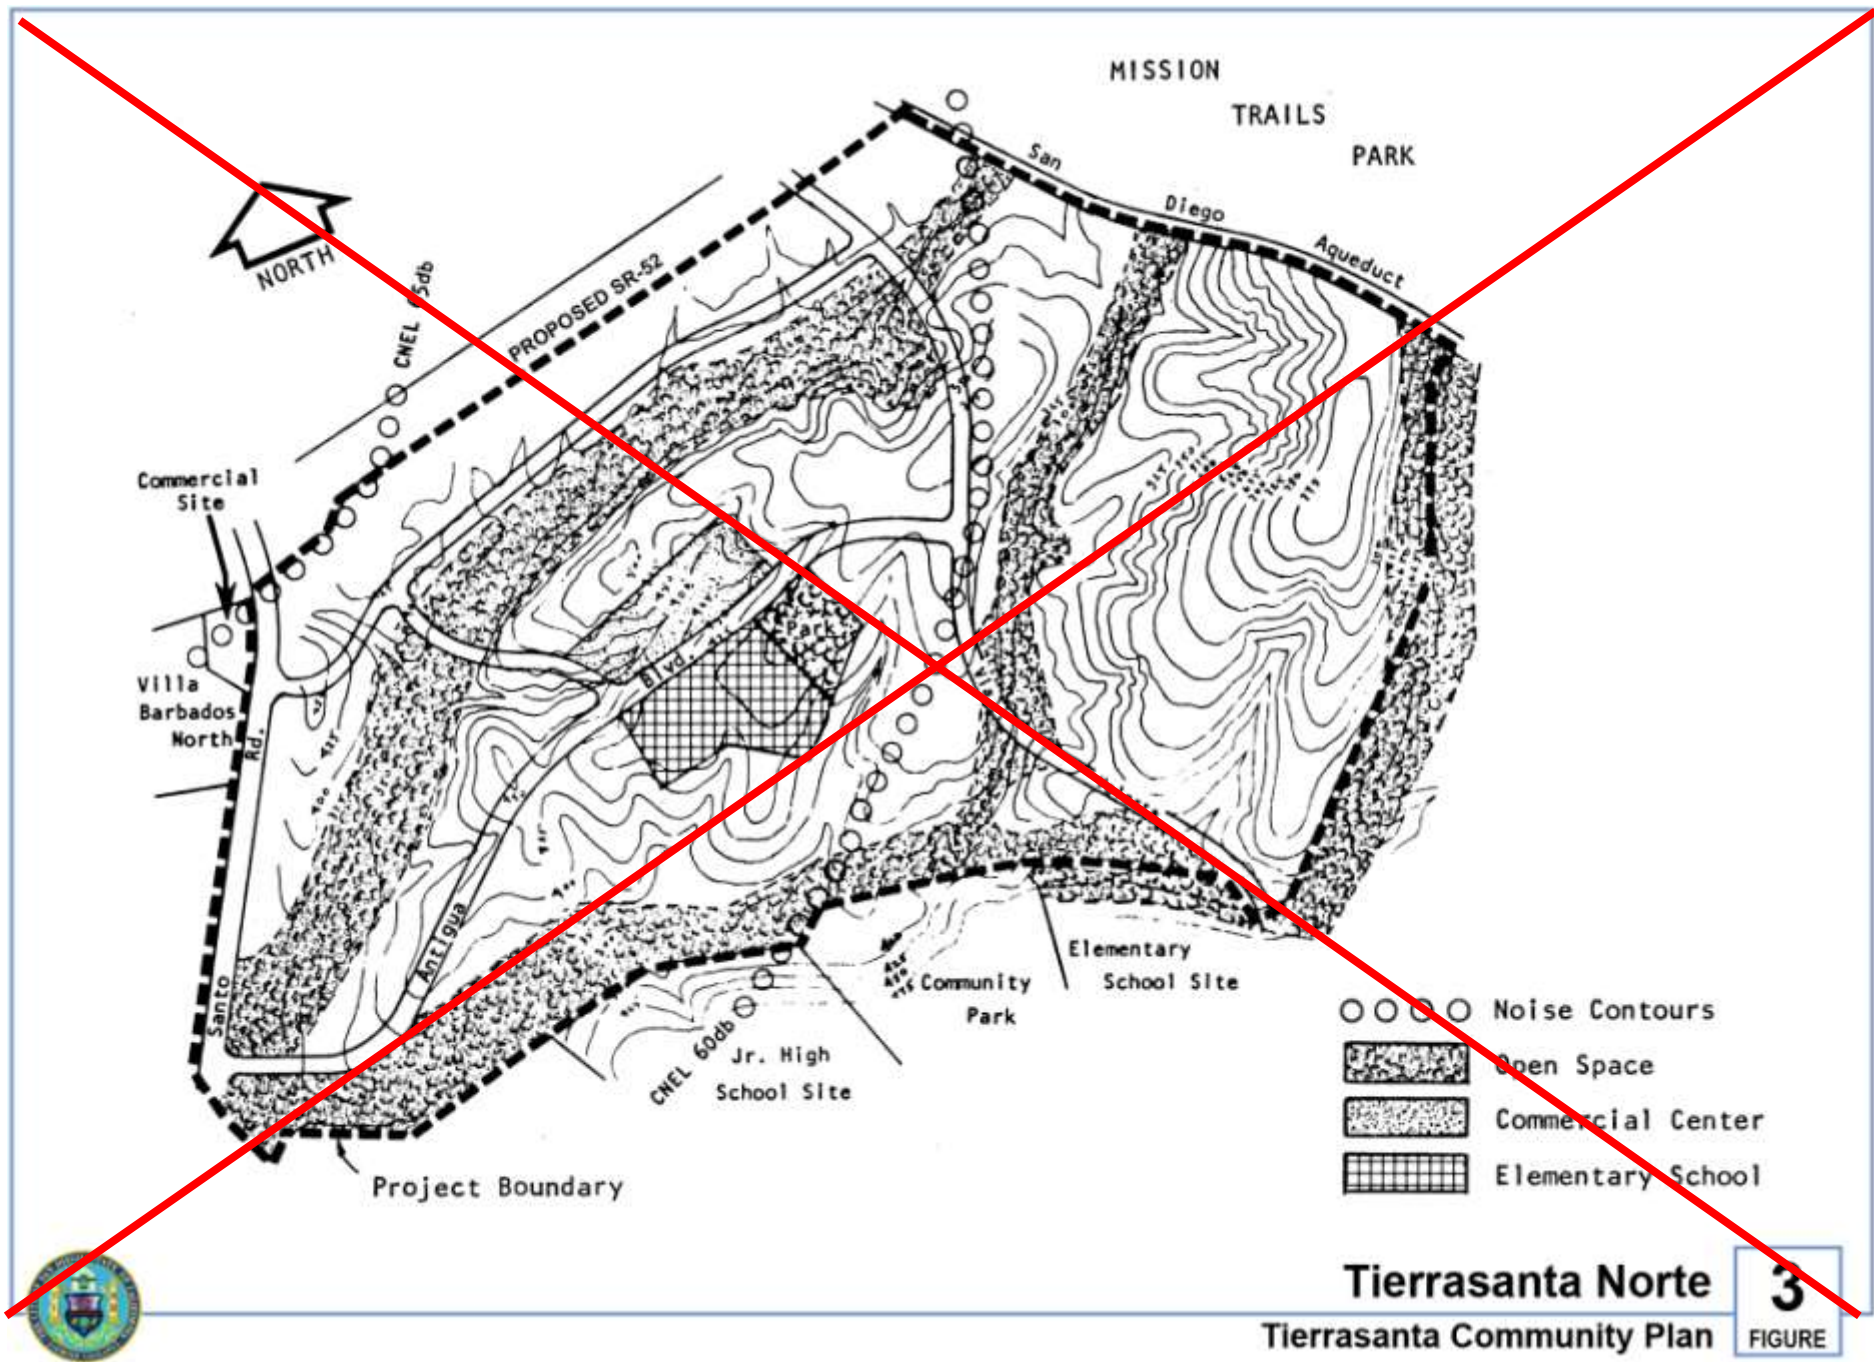 MISSION
TRAILS
PARK
San
Diego
Aqueduct
NORTH
CNEL 65db
PROPOSED SR-52
Commercial
Site
Villa
Barbados
North
Rd.
Santo
Blvd
Park
Antigua
Elementary
School Site
Community
Park
CNEL 60db
Jr. High
School Site
Project Boundary
Noise Contours
Open Space
Commercial Center
Elementary School
Tierrasanta Norte
Tierrasanta Community Plan
3
FIGURE